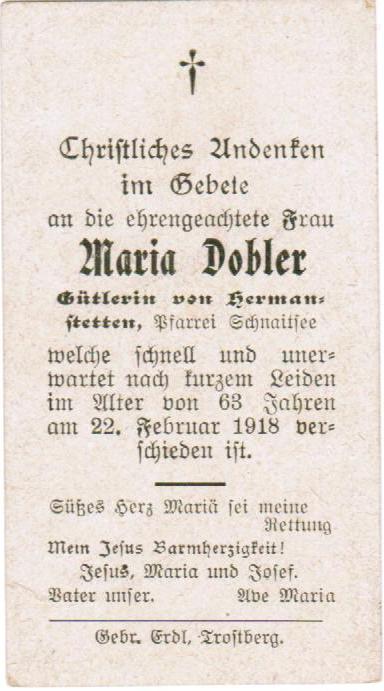 Christliches Andenken
im Gebete
an die ehrengeachtete Frau
Maria Dobler
Gütlerin von Herman-
stetten, Pfarrei Schnaitsee
welche schnell und uner-
wartet nach kurzem Leiden
im Alter von 63 Jahren
am 22. Februar 1918 ver-
schieden ist.
Süßes Herz Mariä sei meine
Rettung
Mein Jesus Barmherzigkeit!
Jesus, Maria und Josef.
Vater unser. Ave Maria
Gebr. Erdl, Trostberg.